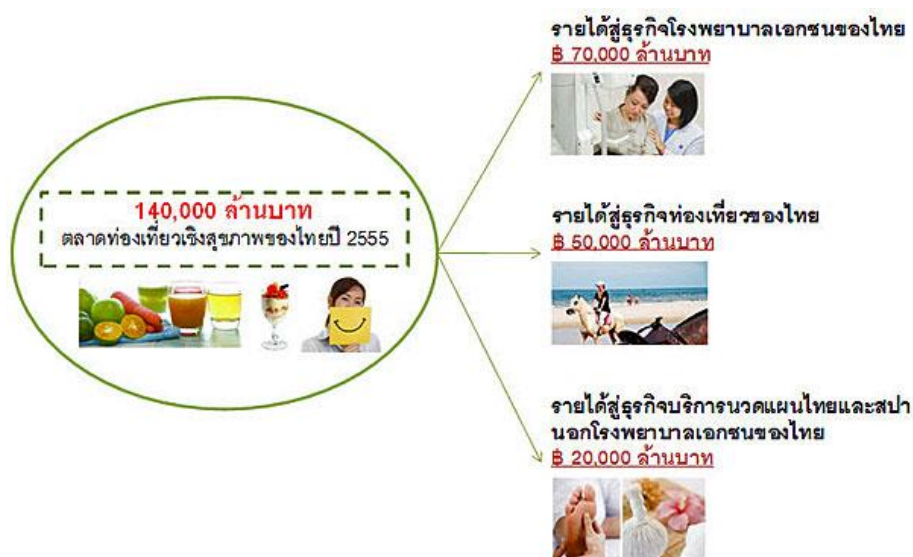 140,000 ล้านบาท
ตลาดท่องเที่ยวเชิงสุขภาพของไทยปี 2555
รายได้สู่ธุรกิจโรงพยาบาลเอกชนของไทย
฿ 70,000 ล้านบาท
รายได้สู่ธุรกิจท่องเที่ยวของไทย
฿ 50,000 ล้านบาท
รายได้สู่ธุรกิจบริการนวดแผนไทยและสปา
นอกโรงพยาบาลเอกชนของไทย
฿ 20,000 ล้านบาท